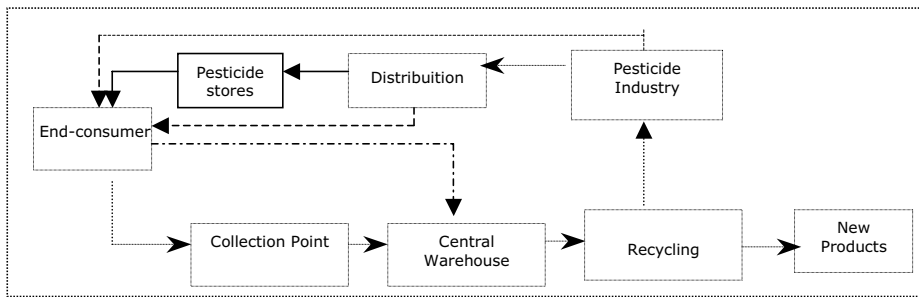 Pesticide
stores
Distribuition
Pesticide
Industry
End-consumer
Collection Point
Central
Warehouse
Recycling
New
Products